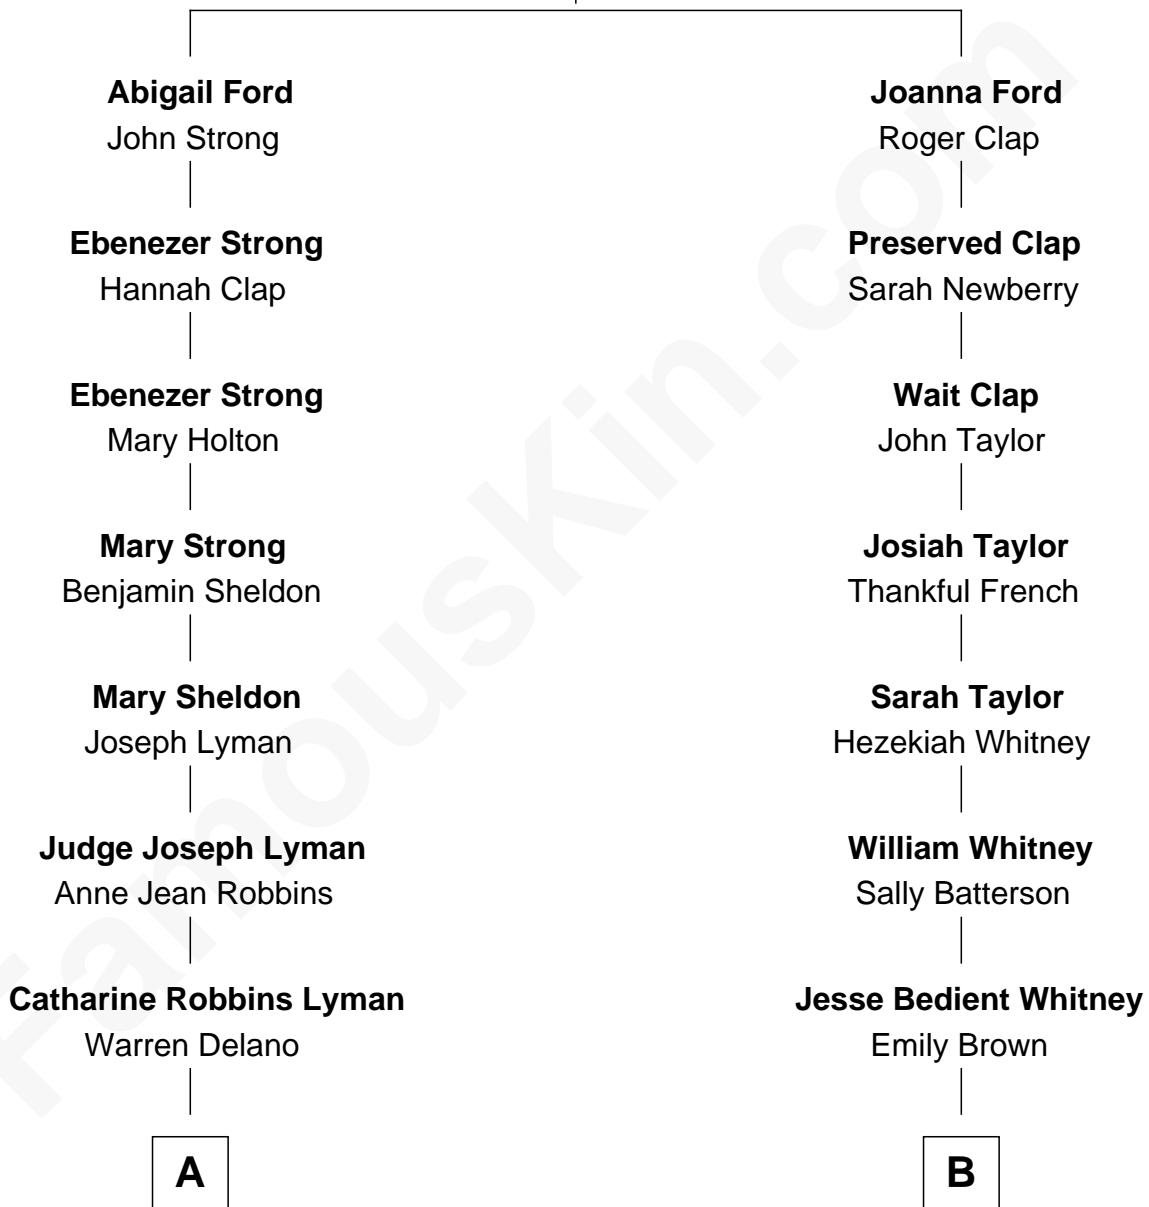 Abigail Ford
John Strong
Joanna Ford
Roger Clap
Ebenezer Strong
Hannah Clap
Preserved Clap
Sarah Newberry
Ebenezer Strong
Mary Holton
Wait Clap
John Taylor
Mary Strong
Benjamin Sheldon
Josiah Taylor
Thankful French
Mary Sheldon
Joseph Lyman
Sarah Taylor
Hezekiah Whitney
Judge Joseph Lyman
Anne Jean Robbins
William Whitney
Sally Batterson
Catharine Robbins Lyman
Warren Delano
Jesse Bedient Whitney
Emily Brown
A
B
FamousKin.com